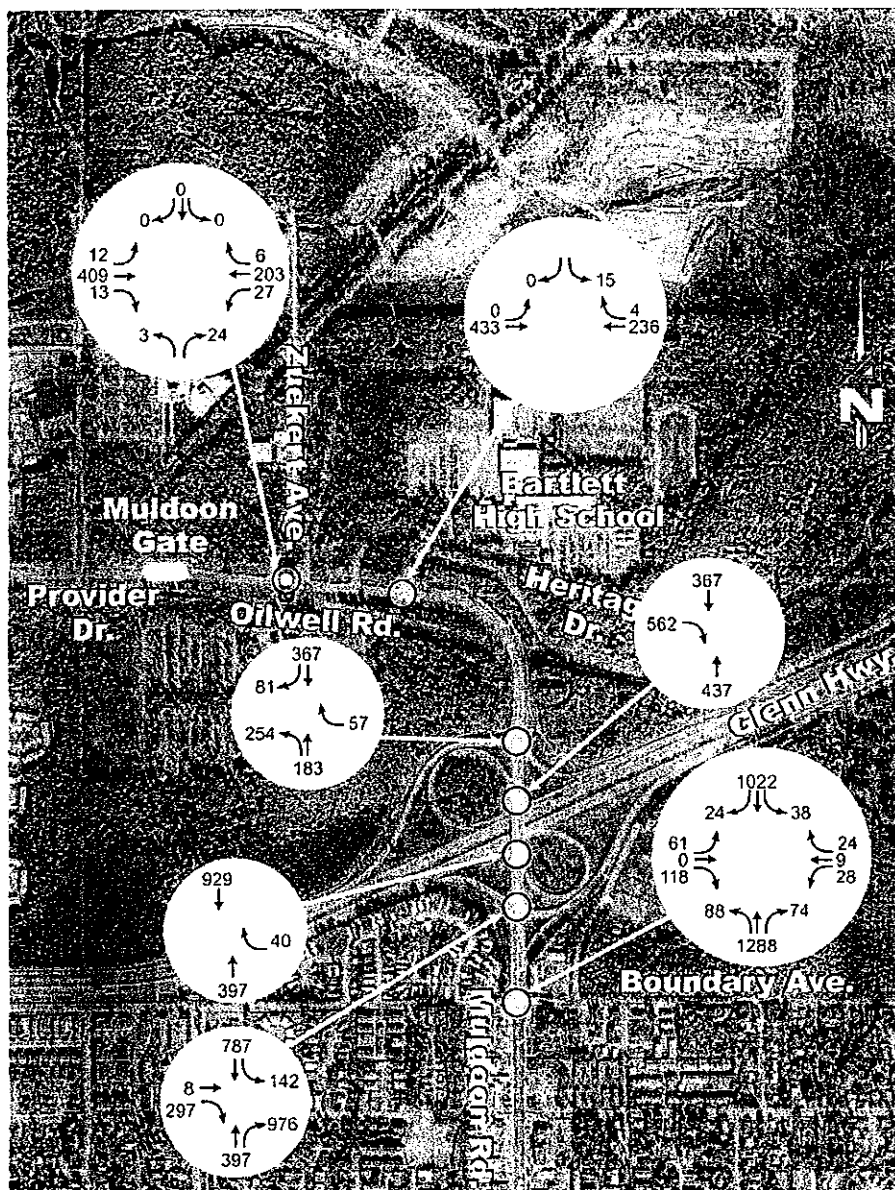 0
0 0
12 6
409 203
13 27
3 24
0 15
0 4
433 236
Zuckert Ave.
N
Bartlett
High School
Muldoon
Gate
Provider
Dr.
Oilwell Rd.
Heritage
Dr.
367
562
437
367
81
57
254
183
Glenn Hwy
1022
24 38
61 24
0 9
118 28
88 74
1288
Boundary Ave.
929
40
397
Muldoon Rd.
787
8 142
297 976
397